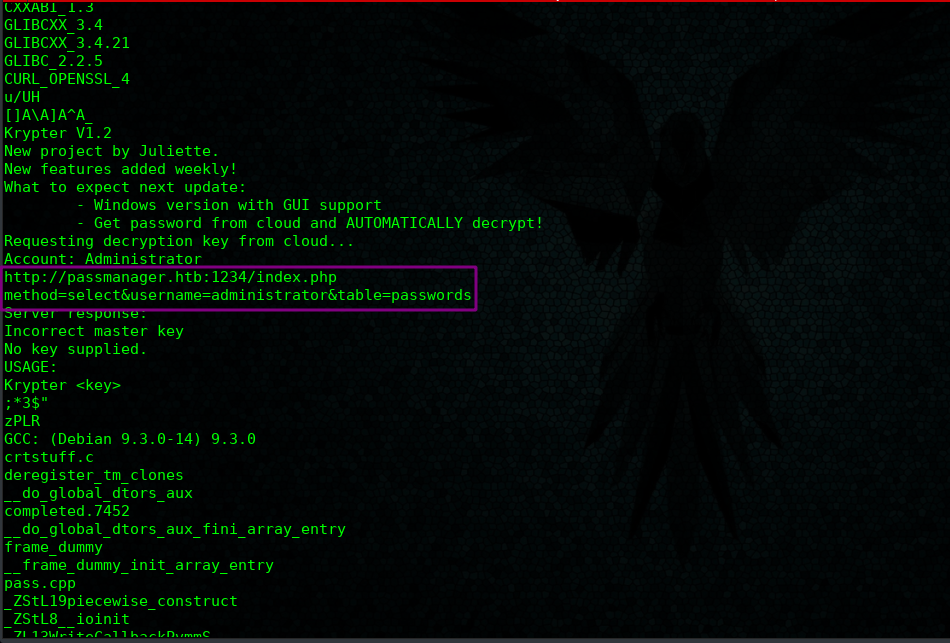 CXXABI_1.3
GLIBCXX_3.4
GLIBCXX_3.4.21
GLIBC_2.2.5
CURL_OPENSSL_4
u/UH
[]A\A]A^A_
Krypter V1.2
New project by Juliette.
New features added weekly!
What to expect next update:
- Windows version with GUI support
- Get password from cloud and AUTOMATICALLY decrypt!
Requesting decryption key from cloud...
Account: Administrator
http://passmanager.htb:1234/index.php
method=select&username=administrator&table=passwords
Server response:
Incorrect master key
No key supplied.
USAGE:
Krypter <key>
;*3$"
zPLR
GCC: (Debian 9.3.0-14) 9.3.0
crtstuff.c
deregister_tm_clones
__do_global_dtors_aux
completed.7452
__do_global_dtors_aux_fini_array_entry
frame_dummy
__frame_dummy_init_array_entry
pass.cpp
_ZStL19piecewise_construct
_ZStL8__ioinit
_ZL13WriteCallbackPvmmS_